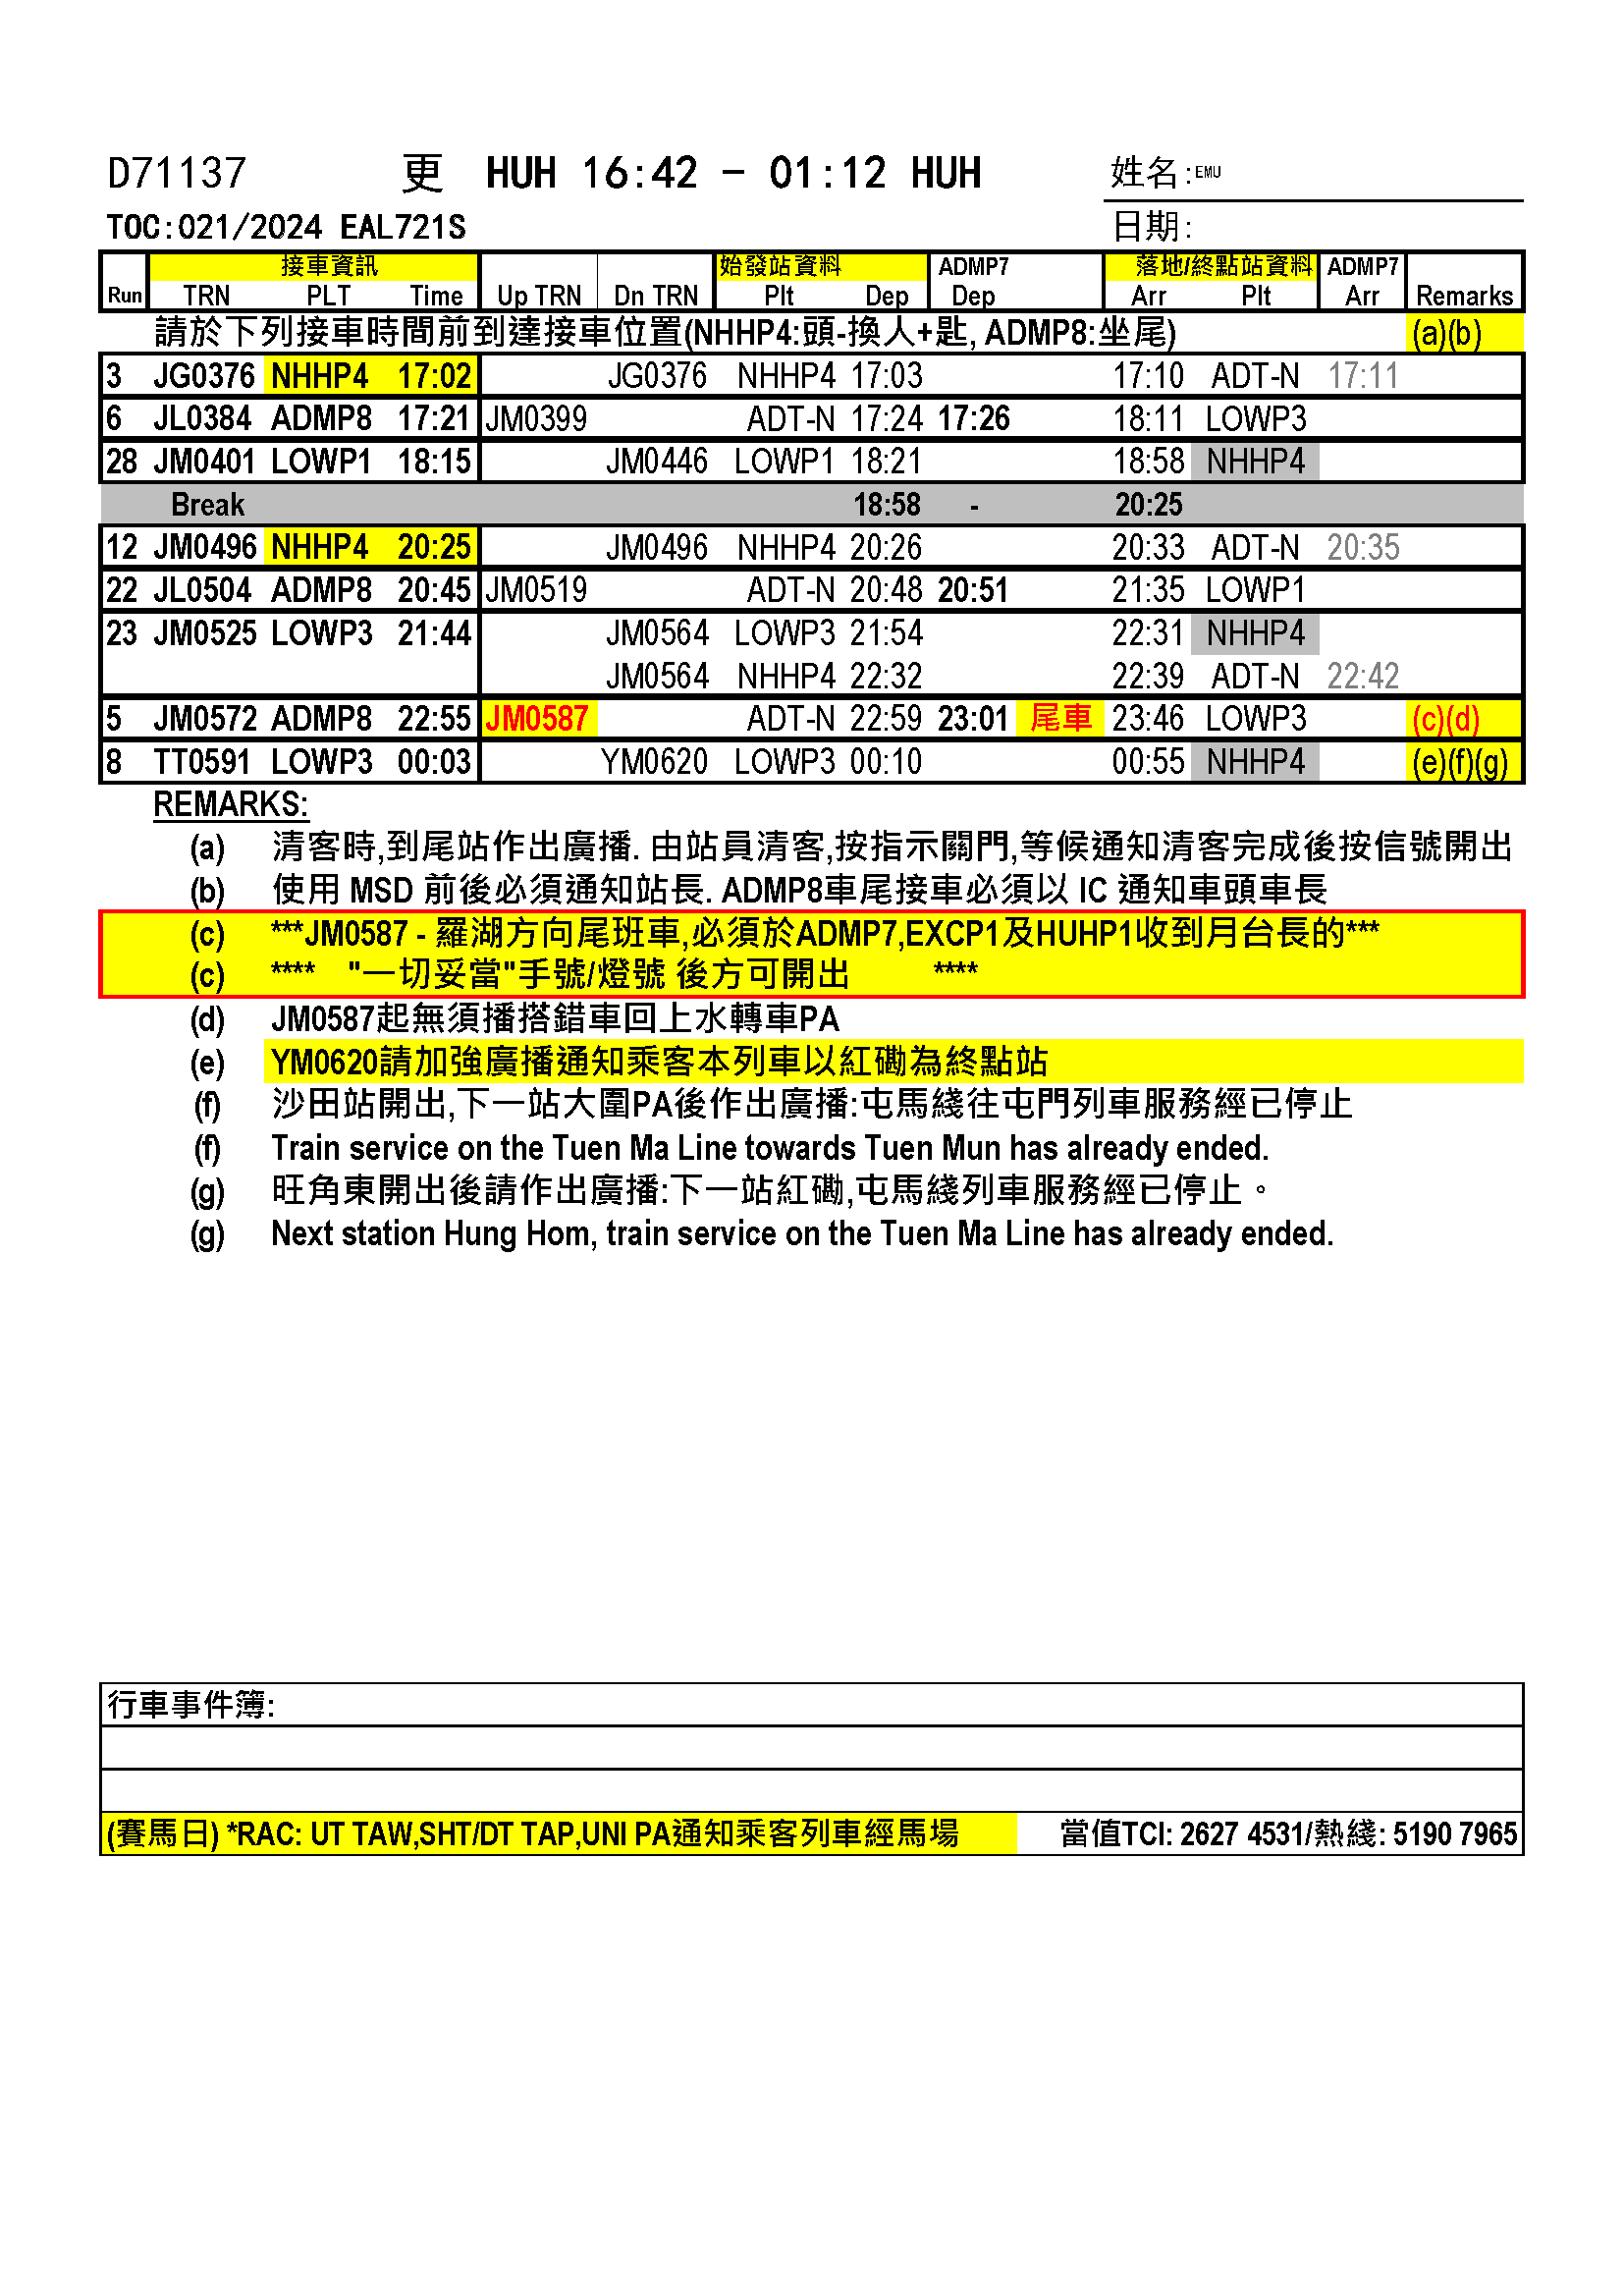 D71137 更 HUH 16:42 - 01:12 HUH 姓名:EMU
TOC:021/2024 EAL721S 日期:
接車資訊 始發站資料 ADMP7 落地/終點站資料 ADMP7
Run TRN PLT Time Up TRN Dn TRN Plt Dep Dep Arr Plt Arr Remarks
請於下列接車時間前到達接車位置(NHHP4:頭-換人+匙, ADMP8:坐尾) (a)(b)
3 JG0376 NHHP4 17:02 JG0376 NHHP4 17:03 17:10 ADT-N 17:11
6 JL0384 ADMP8 17:21 JM0399 ADT-N 17:24 17:26 18:11 LOWP3
28 JM0401 LOWP1 18:15 JM0446 LOWP1 18:21 18:58 NHHP4
Break 18:58 - 20:25
12 JM0496 NHHP4 20:25 JM0496 NHHP4 20:26 20:33 ADT-N 20:35
22 JL0504 ADMP8 20:45 JM0519 ADT-N 20:48 20:51 21:35 LOWP1
23 JM0525 LOWP3 21:44 JM0564 LOWP3 21:54 22:31 NHHP4
JM0564 NHHP4 22:32 22:39 ADT-N 22:42
5 JM0572 ADMP8 22:55 JM0587 ADT-N 22:59 23:01 尾車 23:46 LOWP3 (c)(d)
8 TT0591 LOWP3 00:03 YM0620 LOWP3 00:10 00:55 NHHP4 (e)(f)(g)
REMARKS:
(a) 清客時,到尾站作出廣播. 由站員清客,按指示關門,等候通知清客完成後按信號開出
(b) 使用 MSD 前後必須通知站長. ADMP8車尾接車必須以 IC 通知車頭車長
(c) ***JM0587 - 羅湖方向尾班車,必須於ADMP7,EXCP1及HUHP1收到月台長的***
(c) **** "一切妥當"手號/燈號 後方可開出 ****
(d) JM0587起無須播搭錯車回上水轉車PA
(e) YM0620請加強廣播通知乘客本列車以紅磡為終點站
(f) 沙田站開出,下一站大圍PA後作出廣播:屯馬綫往屯門列車服務經已停止
(f) Train service on the Tuen Ma Line towards Tuen Mun has already ended.
(g) 旺角東開出後請作出廣播:下一站紅磡,屯馬綫列車服務經已停止。
(g) Next station Hung Hom, train service on the Tuen Ma Line has already ended.
行車事件簿:
(賽馬日) *RAC: UT TAW,SHT/DT TAP,UNI PA通知乘客列車經馬場 當值TCI: 2627 4531/熱綫: 5190 7965